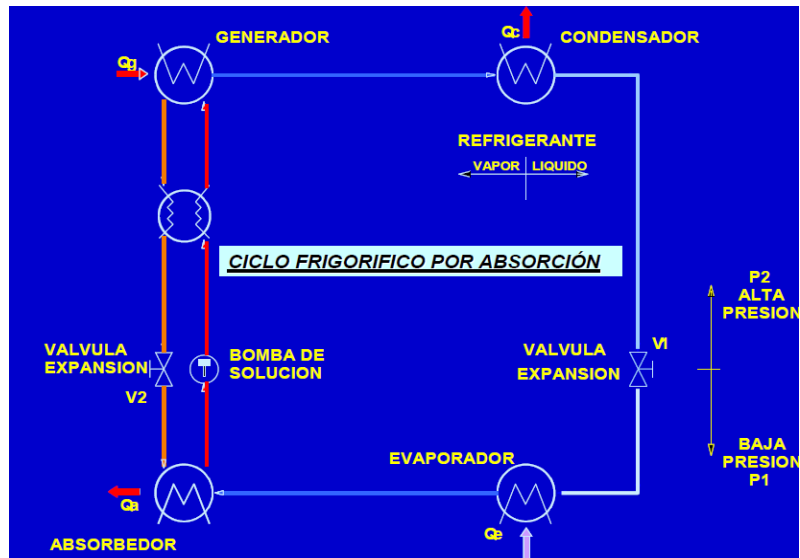 GENERADOR
Qg
Qc
CONDENSADOR
REFRIGERANTE
VAPOR LIQUIDO
CICLO FRIGORIFICO POR ABSORCIÓN
P2
ALTA
PRESION
VALVULA
EXPANSION
V2
BOMBA DE
SOLUCION
VALVULA
EXPANSION
V1
BAJA
PRESION
P1
EVAPORADOR
Qa
Qe
ABSORBEDOR